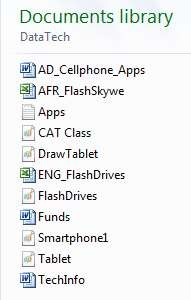 Documents library
DataTech
AD_Cellphone_Apps
AFR_FlashSkywe
Apps
CAT Class
DrawTablet
ENG_FlashDrives
FlashDrives
Funds
Smartphone1
Tablet
TechInfo